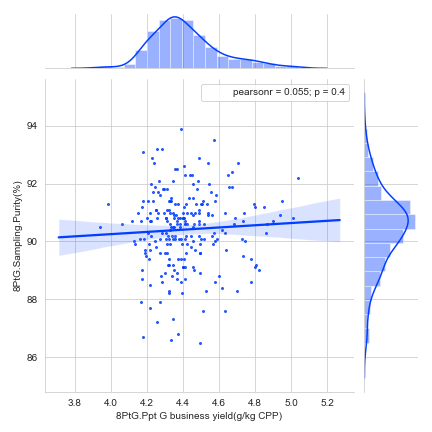 pearsonr = 0.055; p = 0.4
94
92
90
88
86
8PtG.Sampling.Purity(%)
3.8 4.0 4.2 4.4 4.6 4.8 5.0 5.2
8PtG.Ppt G business yield(g/kg CPP)